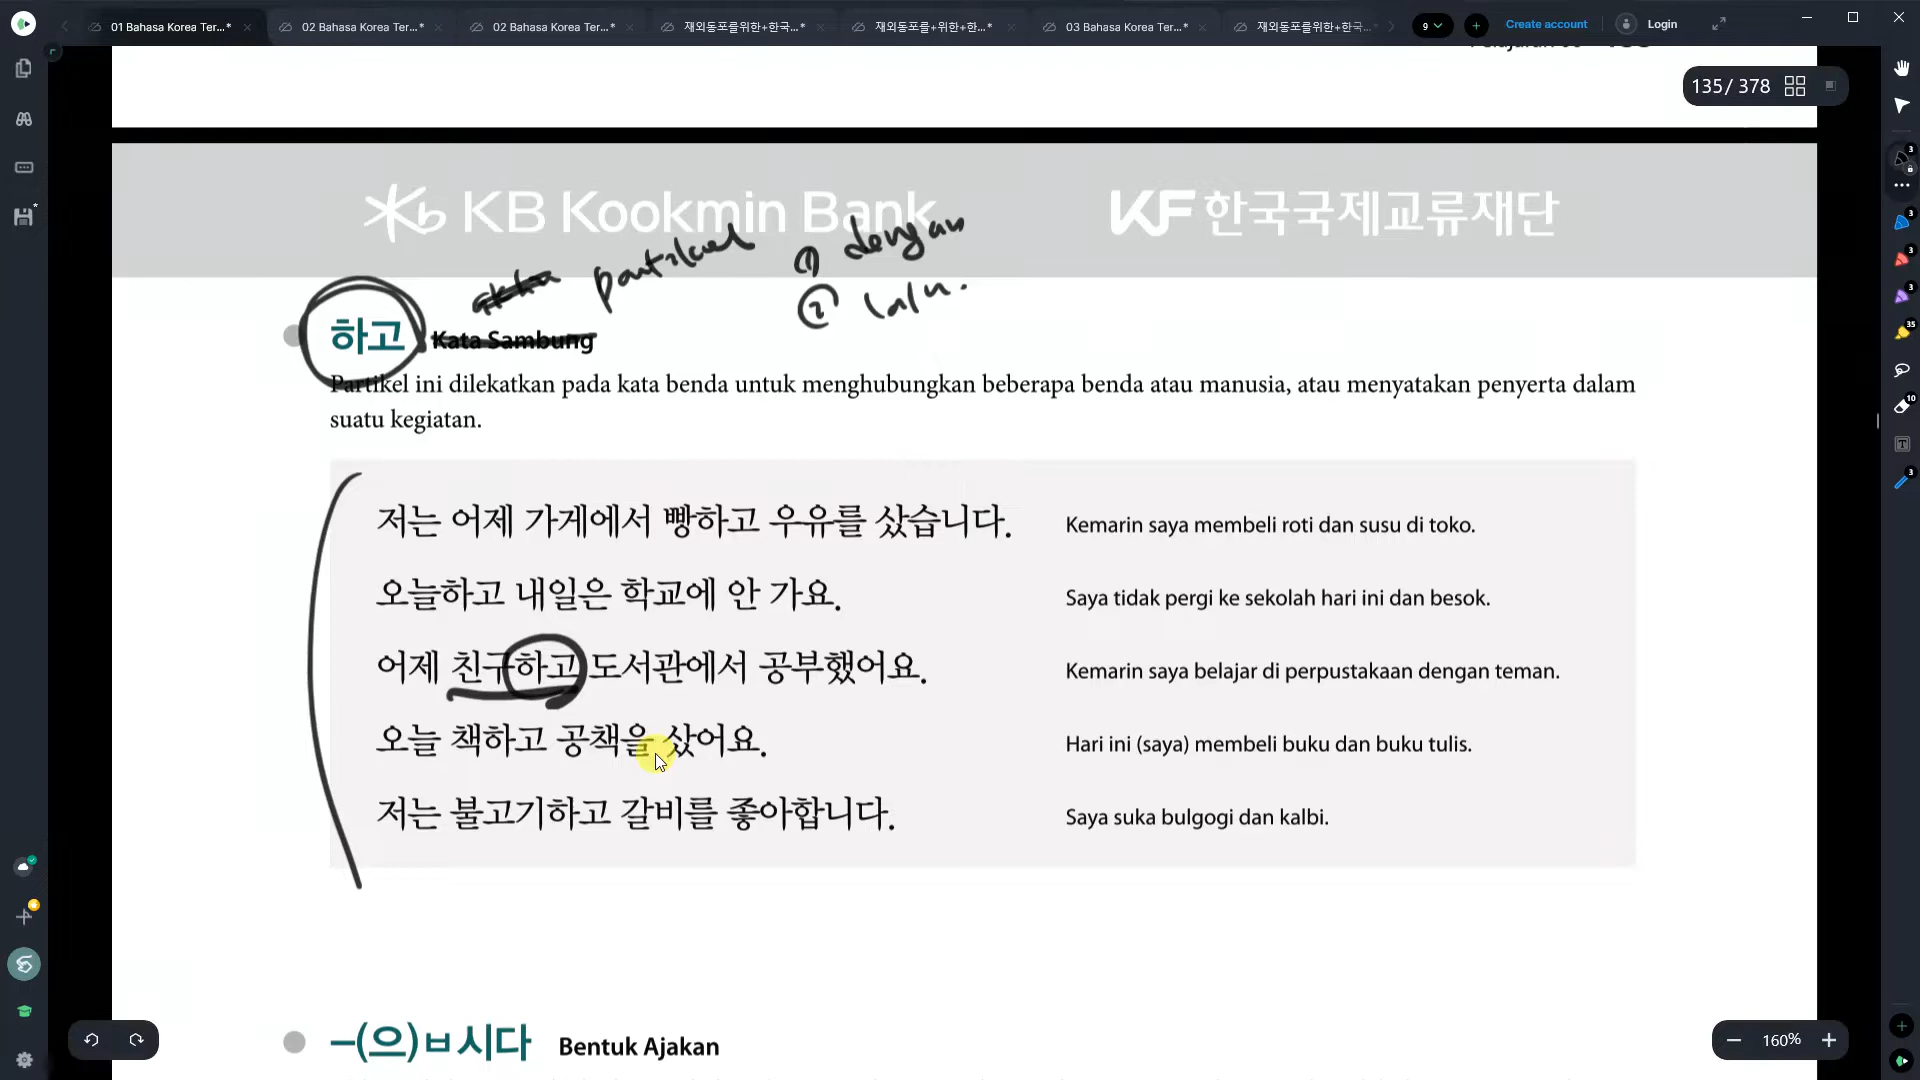 01 Bahasa Korea Ter...*
02 Bahasa Korea Ter...*
02 Bahasa Korea Ter...*
재외동포를위한+한국...*
재외동포를+위한+한...*
03 Bahasa Korea Ter...*
재외동포를위한+한국...*
9
Create account
Login
135/ 378
KB Kookmin Bank
KF 한국국제교류재단
partikel
① dengan
② lalu.
하고 Kata Sambung
Partikel ini dilekatkan pada kata benda untuk menghubungkan beberapa benda atau manusia, atau menyatakan penyerta dalam
suatu kegiatan.
저는 어제 가게에서 빵하고 우유를 샀습니다. Kemarin saya membeli roti dan susu di toko.
오늘하고 내일은 학교에 안 가요. Saya tidak pergi ke sekolah hari ini dan besok.
어제 친구하고 도서관에서 공부했어요. Kemarin saya belajar di perpustakaan dengan teman.
오늘 책하고 공책을 샀어요. Hari ini (saya) membeli buku dan buku tulis.
저는 불고기하고 갈비를 좋아합니다. Saya suka bulgogi dan kalbi.
–(으)ㅂ시다 Bentuk Ajakan
160%
3
3
3
3
35
10
3